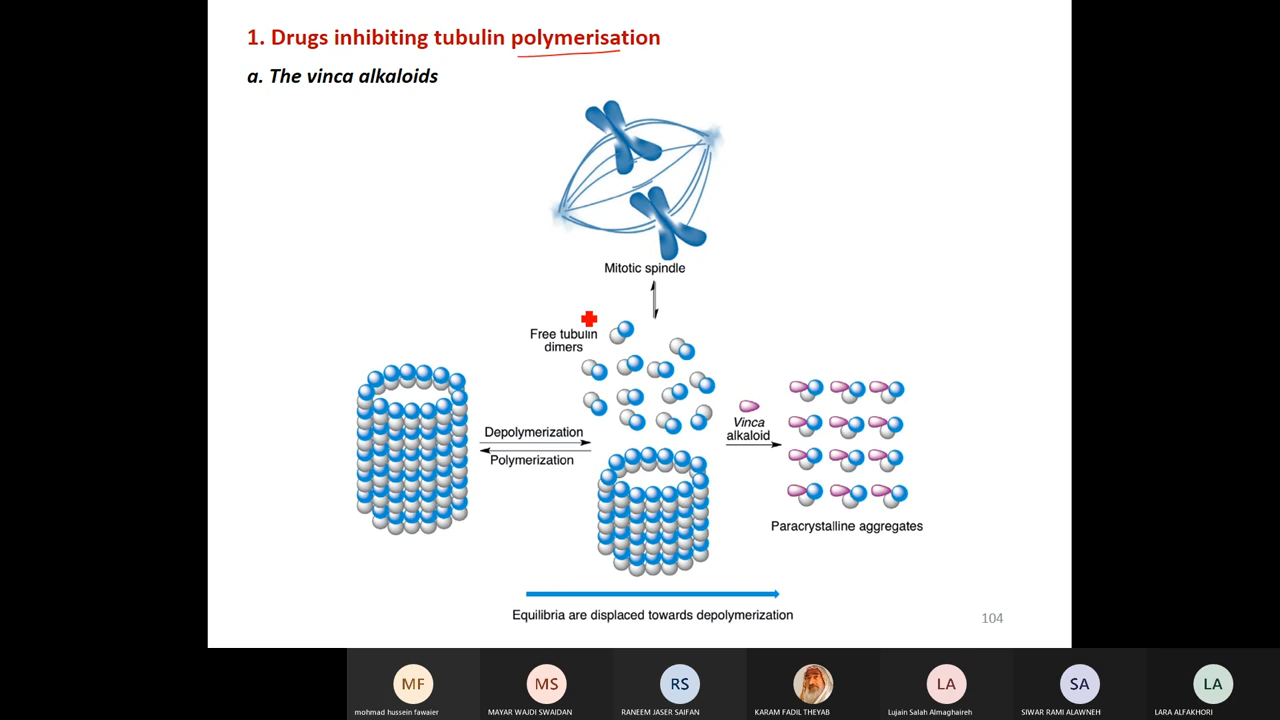 1. Drugs inhibiting tubulin polymerisation
a. The vinca alkaloids
Mitotic spindle
Free tubulin
dimers
Depolymerization
Polymerization
Vinca
alkaloid
Paracrystalline aggregates
Equilibria are displaced towards depolymerization
104
MF
MS
RS
LA
SA
LA
mohmad hussein fawaier
MAYAR WAJDI SWAIDAN
RANEEM JASER SAIFAN
KARAM FADIL THEYAB
Lujain Salah Almaghaireh
SIWAR RAMI ALAWNEH
LARA ALFAKHORI